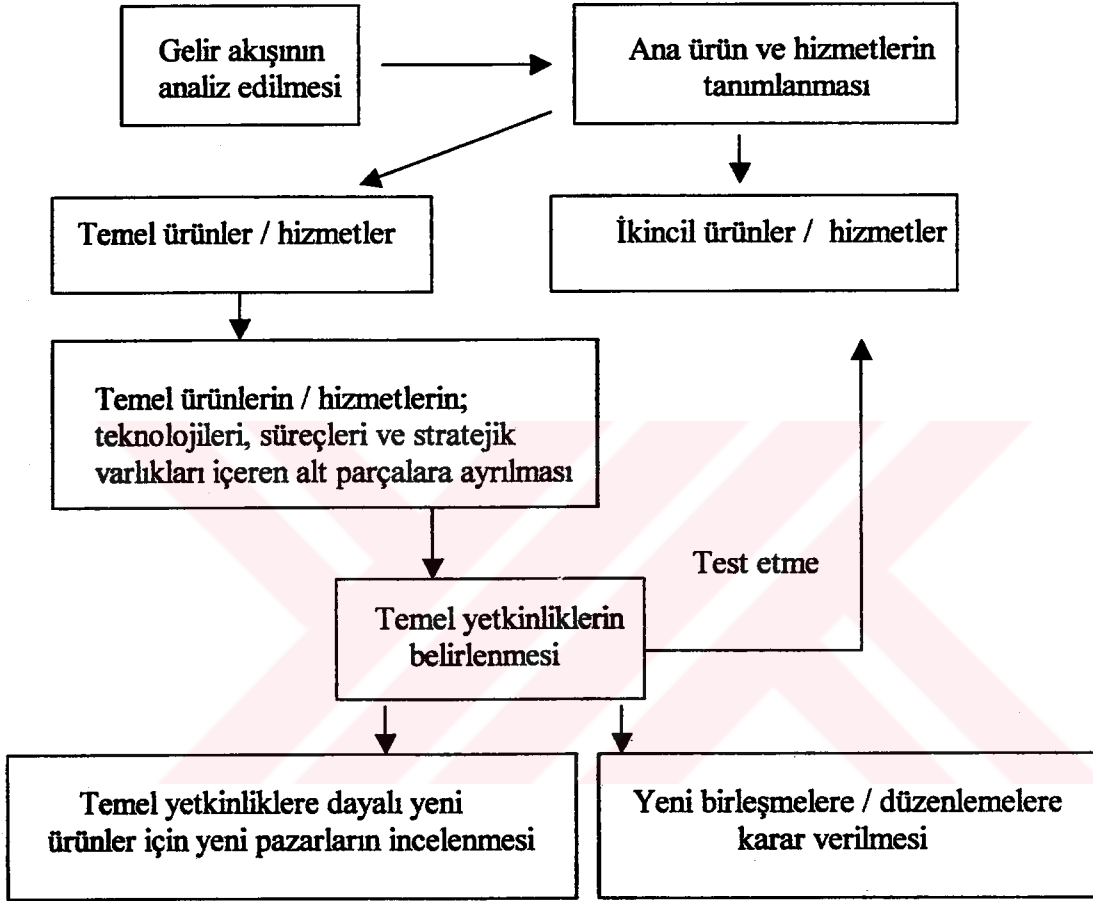 Gelir akışının
analiz edilmesi
Ana ürün ve hizmetlerin
tanımlanması
Temel ürünler / hizmetler
İkincil ürünler / hizmetler
Temel ürünlerin / hizmetlerin;
teknolojileri, süreçleri ve stratejik
varlıkları içeren alt parçalara ayrılması
Test etme
Temel yetkinliklerin
belirlenmesi
Temel yetkinliklere dayalı yeni
ürünler için yeni pazarların incelenmesi
Yeni birleşmelere / düzenlemelere
karar verilmesi